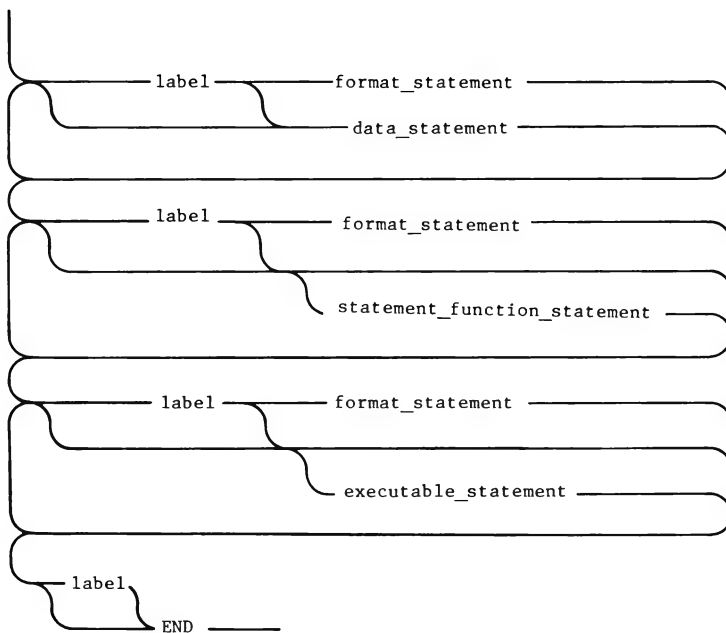 label format_statement
data_statement
label format_statement
statement_function_statement
label format_statement
executable_statement
label
END